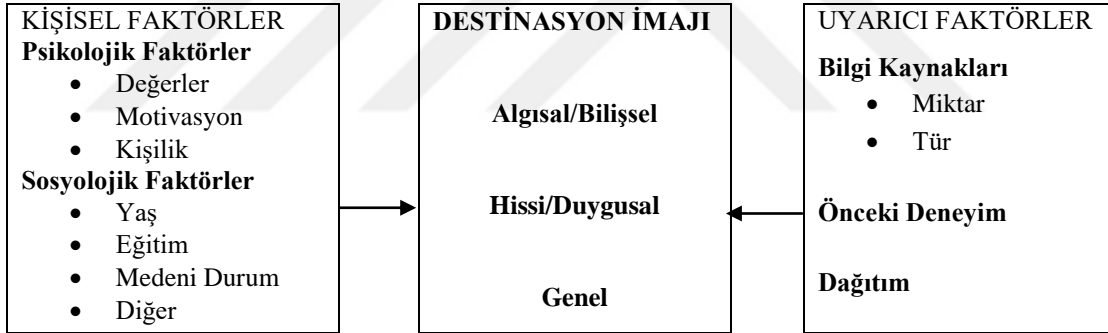 KİŞİSEL FAKTÖRLER
Psikolojik Faktörler
• Değerler
• Motivasyon
• Kişilik
Sosyolojik Faktörler
• Yaş
• Eğitim
• Medeni Durum
• Diğer
DESTİNASYON İMAJI
Algısal/Bilişsel
Hissi/Duygusal
Genel
UYARICI FAKTÖRLER
Bilgi Kaynakları
• Miktar
• Tür
Önceki Deneyim
Dağıtım